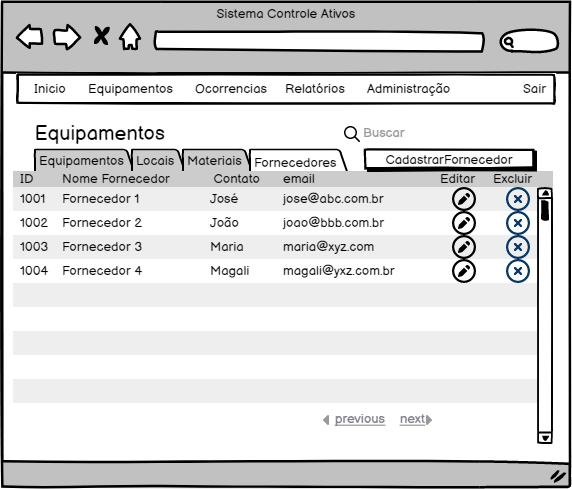 Sistema Controle Ativos
Inicio Equipamentos Ocorrencias Relatórios Administração Sair
Equipamentos Buscar
Equipamentos Locais Materiais Fornecedores CadastrarFornecedor
ID Nome Fornecedor Contato email Editar Excluir
1001 Fornecedor 1 José jose@abc.com.br
1002 Fornecedor 2 João joao@bbb.com.br
1003 Fornecedor 3 Maria maria@xyz.com
1004 Fornecedor 4 Magali magali@yxz.com.br
previous next